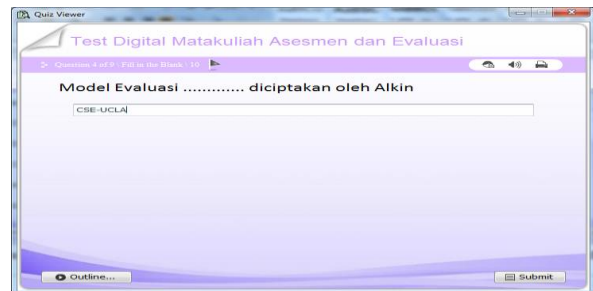 Quiz Viewer
Test Digital Matakuliah Asesmen dan Evaluasi
Question 4 of 8 | Fill in the Blank | 10
Model Evaluasi ............. diciptakan oleh Alkin
CSE-UCLA
Outline...
Submit